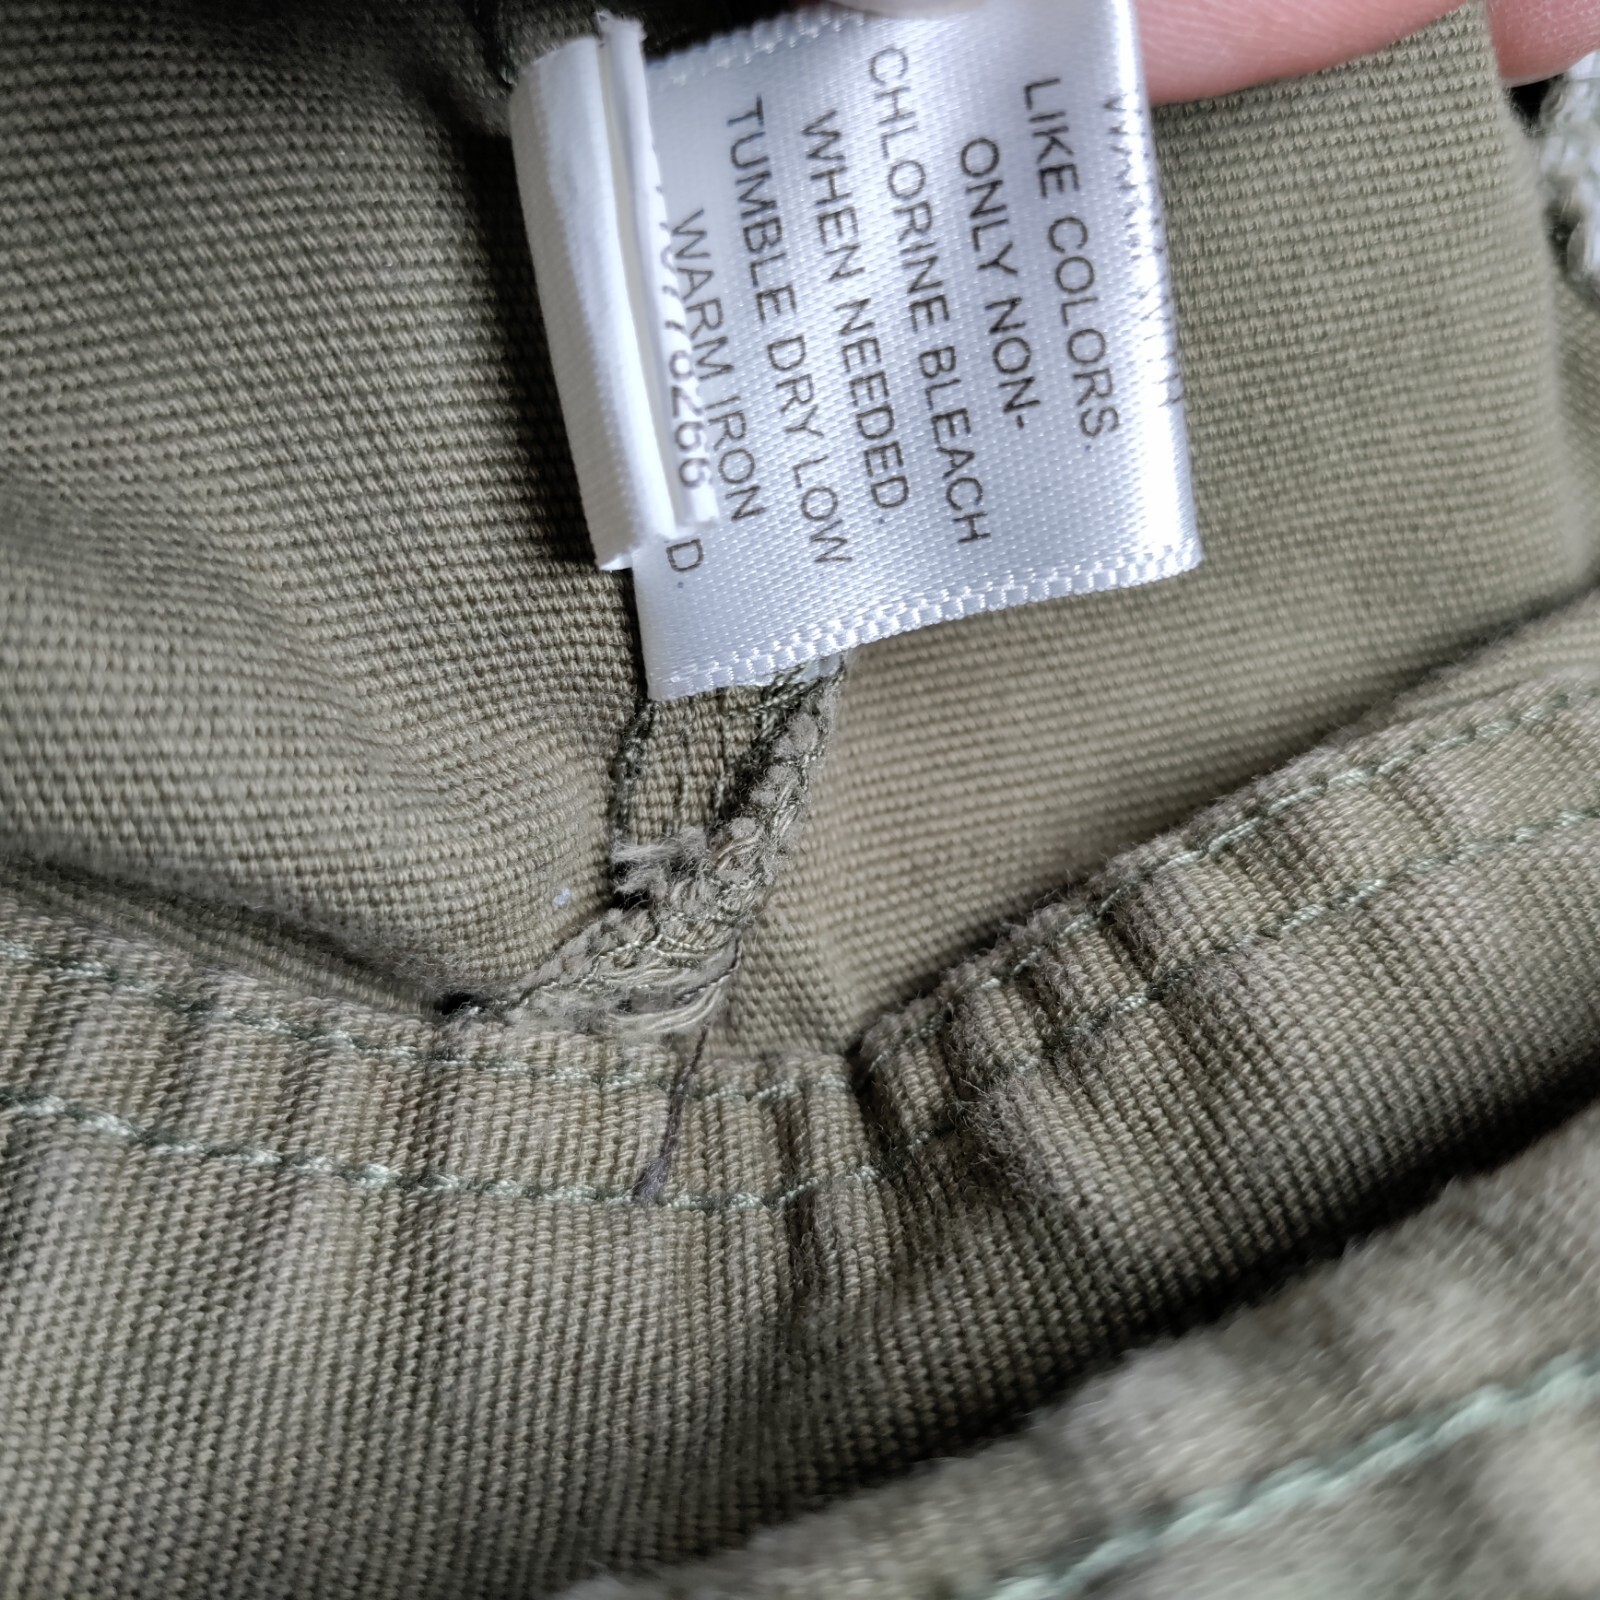 LIKE COLORS.
ONLY NON-
CHLORINE BLEACH
WHEN NEEDED.
TUMBLE DRY LOW
WARM IRON
D.